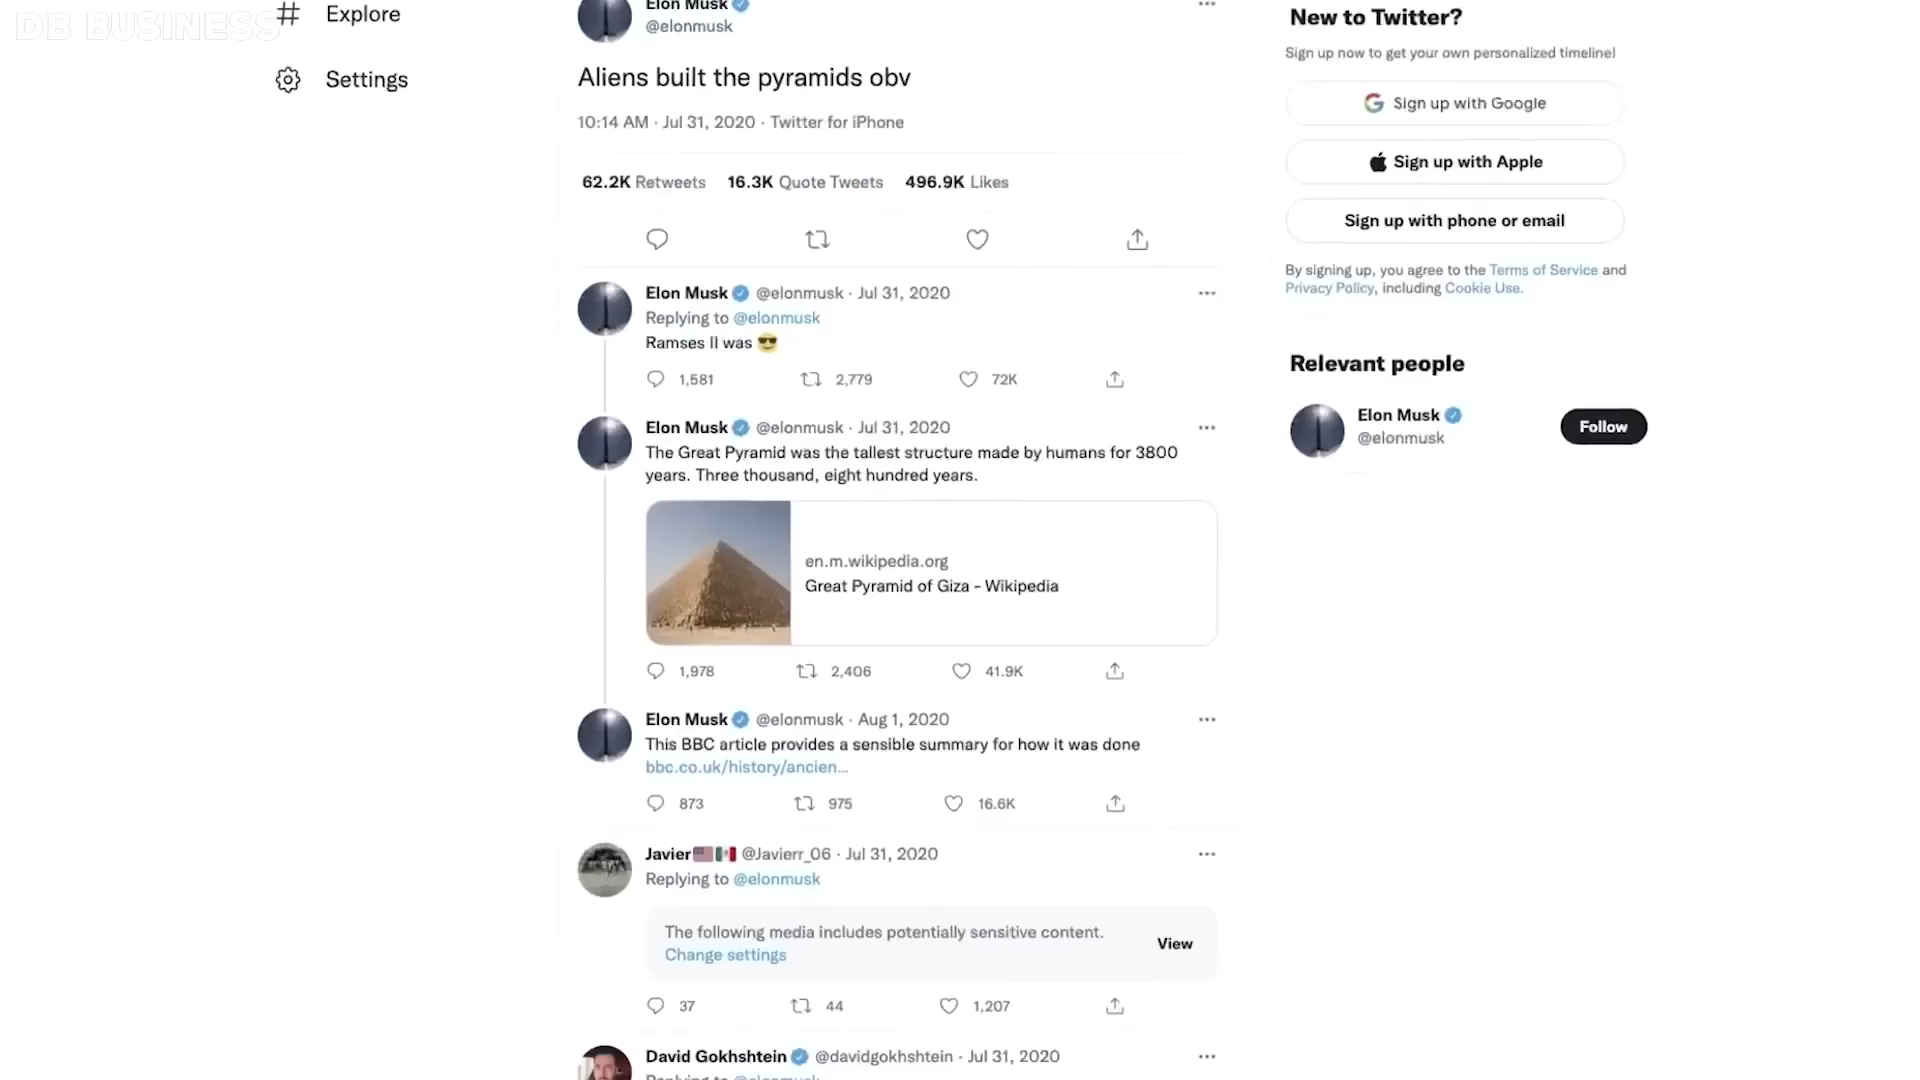 DB BUSINESS
Explore
Settings
Elon Musk
@elonmusk
Aliens built the pyramids obv
10:14 AM · Jul 31, 2020 · Twitter for iPhone
62.2K Retweets 16.3K Quote Tweets 496.9K Likes
Elon Musk @elonmusk · Jul 31, 2020
Replying to @elonmusk
Ramses II was 😎
1,581 2,779 72K
Elon Musk @elonmusk · Jul 31, 2020
The Great Pyramid was the tallest structure made by humans for 3800
years. Three thousand, eight hundred years.
en.m.wikipedia.org
Great Pyramid of Giza - Wikipedia
1,978 2,406 41.9K
Elon Musk @elonmusk · Aug 1, 2020
This BBC article provides a sensible summary for how it was done
bbc.co.uk/history/ancien...
873 975 16.6K
Javier🇺🇸🇲🇽 @Javierr_06 · Jul 31, 2020
Replying to @elonmusk
The following media includes potentially sensitive content.
Change settings
View
37 44 1,207
David Gokhshtein @davidgokhshtein · Jul 31, 2020
Replying to @elonmusk
New to Twitter?
Sign up now to get your own personalized timeline!
Sign up with Google
Sign up with Apple
Sign up with phone or email
By signing up, you agree to the Terms of Service and
Privacy Policy, including Cookie Use.
Relevant people
Elon Musk
@elonmusk
Follow